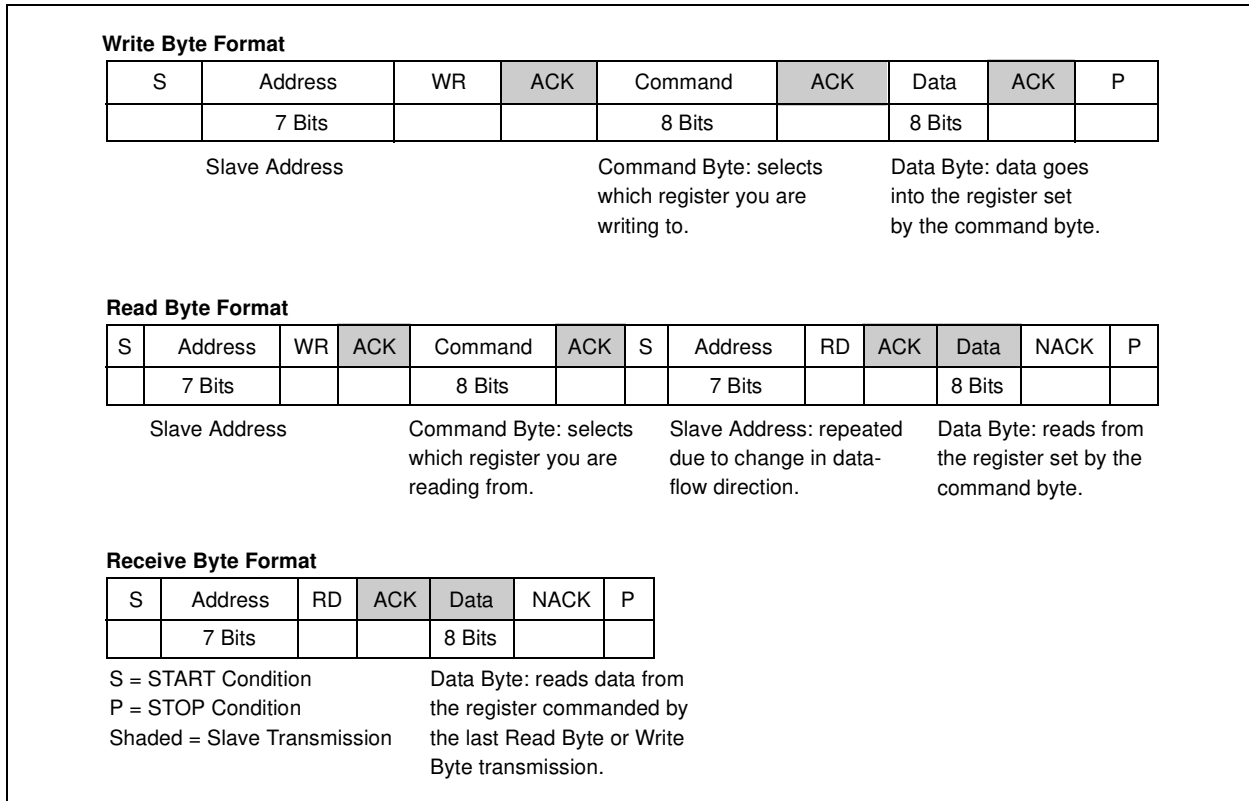 Write Byte Format
S Address WR ACK Command ACK Data ACK P
7 Bits 8 Bits 8 Bits
Slave Address
Command Byte: selects
which register you are
writing to.
Data Byte: data goes
into the register set
by the command byte.
Read Byte Format
S Address WR ACK Command ACK S Address RD ACK Data NACK P
7 Bits 8 Bits 7 Bits 8 Bits
Slave Address
Command Byte: selects
which register you are
reading from.
Slave Address: repeated
due to change in data-
flow direction.
Data Byte: reads from
the register set by the
command byte.
Receive Byte Format
S Address RD ACK Data NACK P
7 Bits 8 Bits
S = START Condition
P = STOP Condition
Shaded = Slave Transmission
Data Byte: reads data from
the register commanded by
the last Read Byte or Write
Byte transmission.